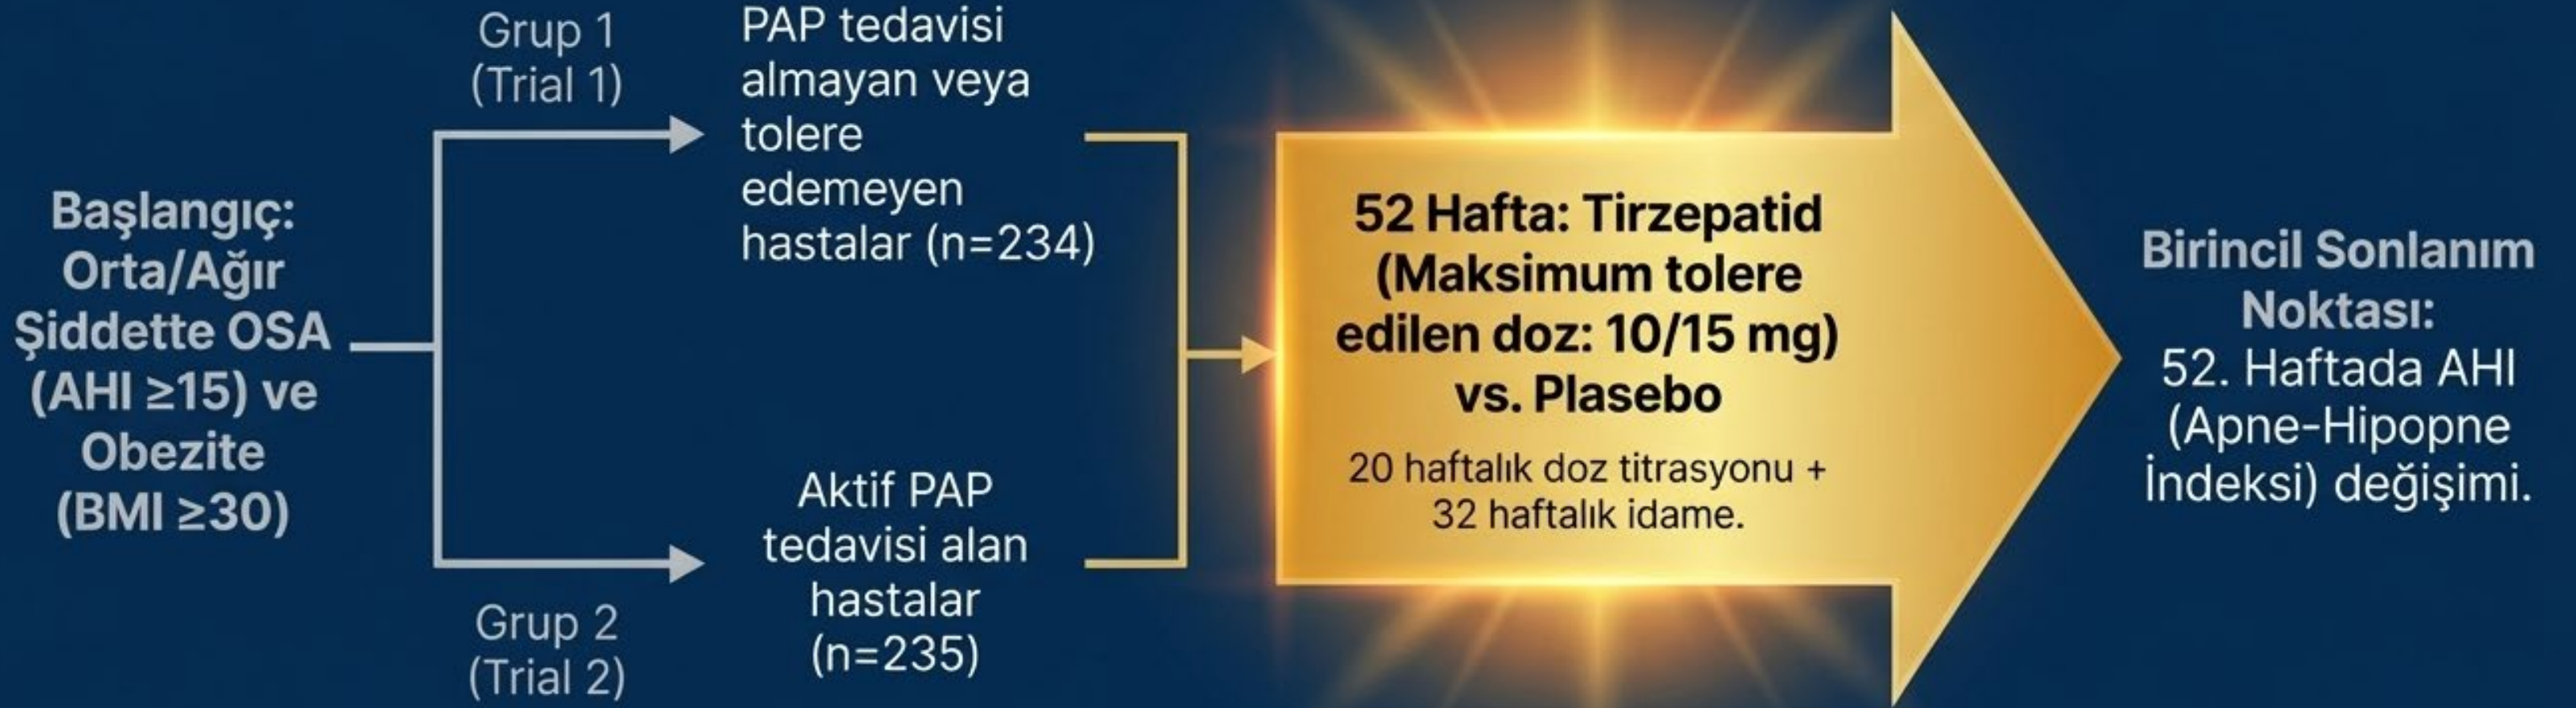 Başlangıç:
Orta/Ağır
Şiddette OSA
(AHI ≥15) ve
Obezite
(BMI ≥30)
Grup 1
(Trial 1)
PAP tedavisi
almayan veya
tolere
edemeyen
hastalar (n=234)
Grup 2
(Trial 2)
Aktif PAP
tedavisi alan
hastalar
(n=235)
52 Hafta: Tirzepatid
(Maksimum tolere
edilen doz: 10/15 mg)
vs. Plasebo
20 haftalık doz titrasyonu +
32 haftalık idame.
Birincil Sonlanım
Noktası:
52. Haftada AHI
(Apne-Hipopne
İndeksi) değişimi.